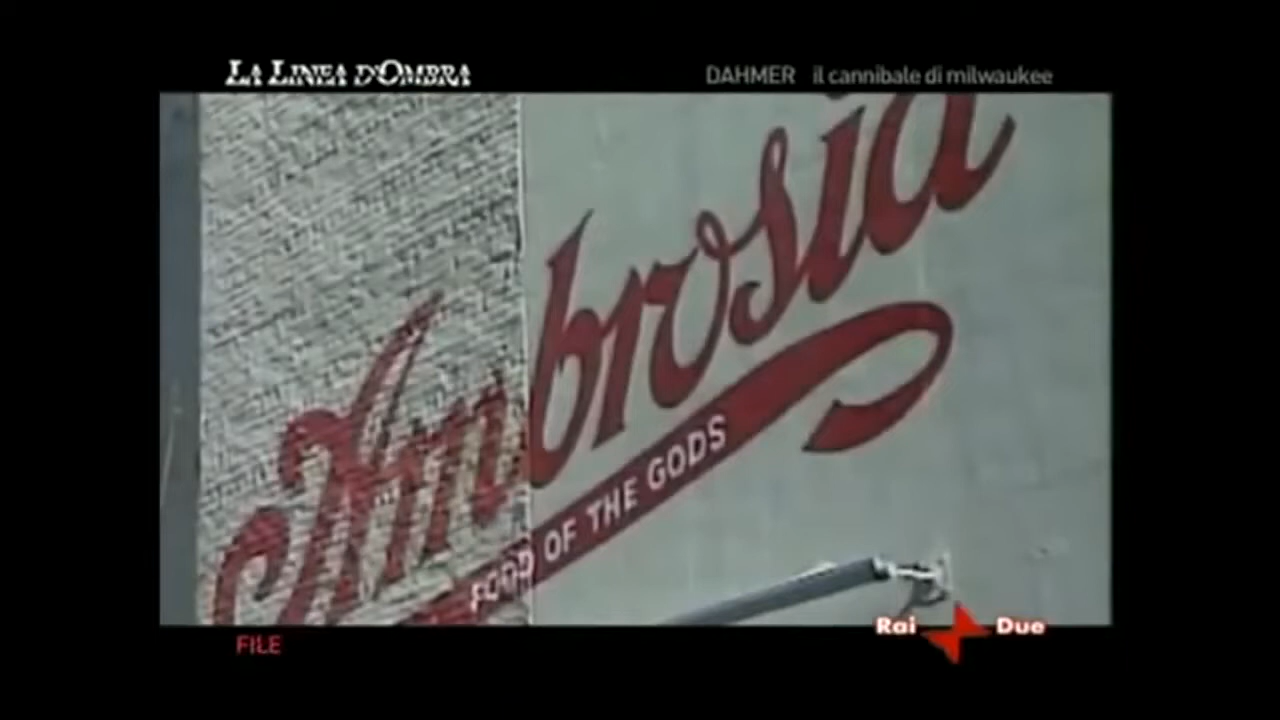 LA LINEA D'OMBRA
DAHMER il cannibale di milwaukee
Ambrosia
FOOD OF THE GODS
Rai Due
FILE